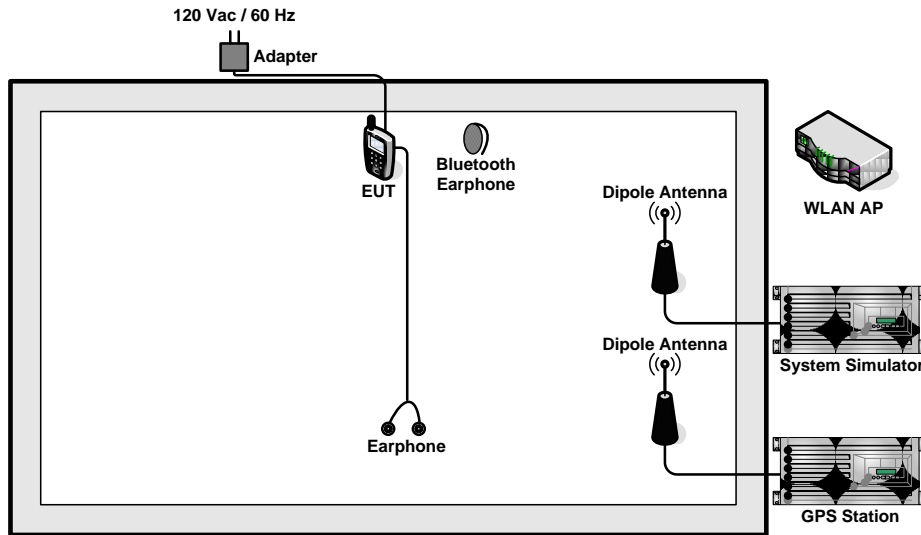 120 Vac / 60 Hz
Adapter
EUT
Bluetooth
Earphone
WLAN AP
Dipole Antenna
System Simulator
Dipole Antenna
Earphone
GPS Station